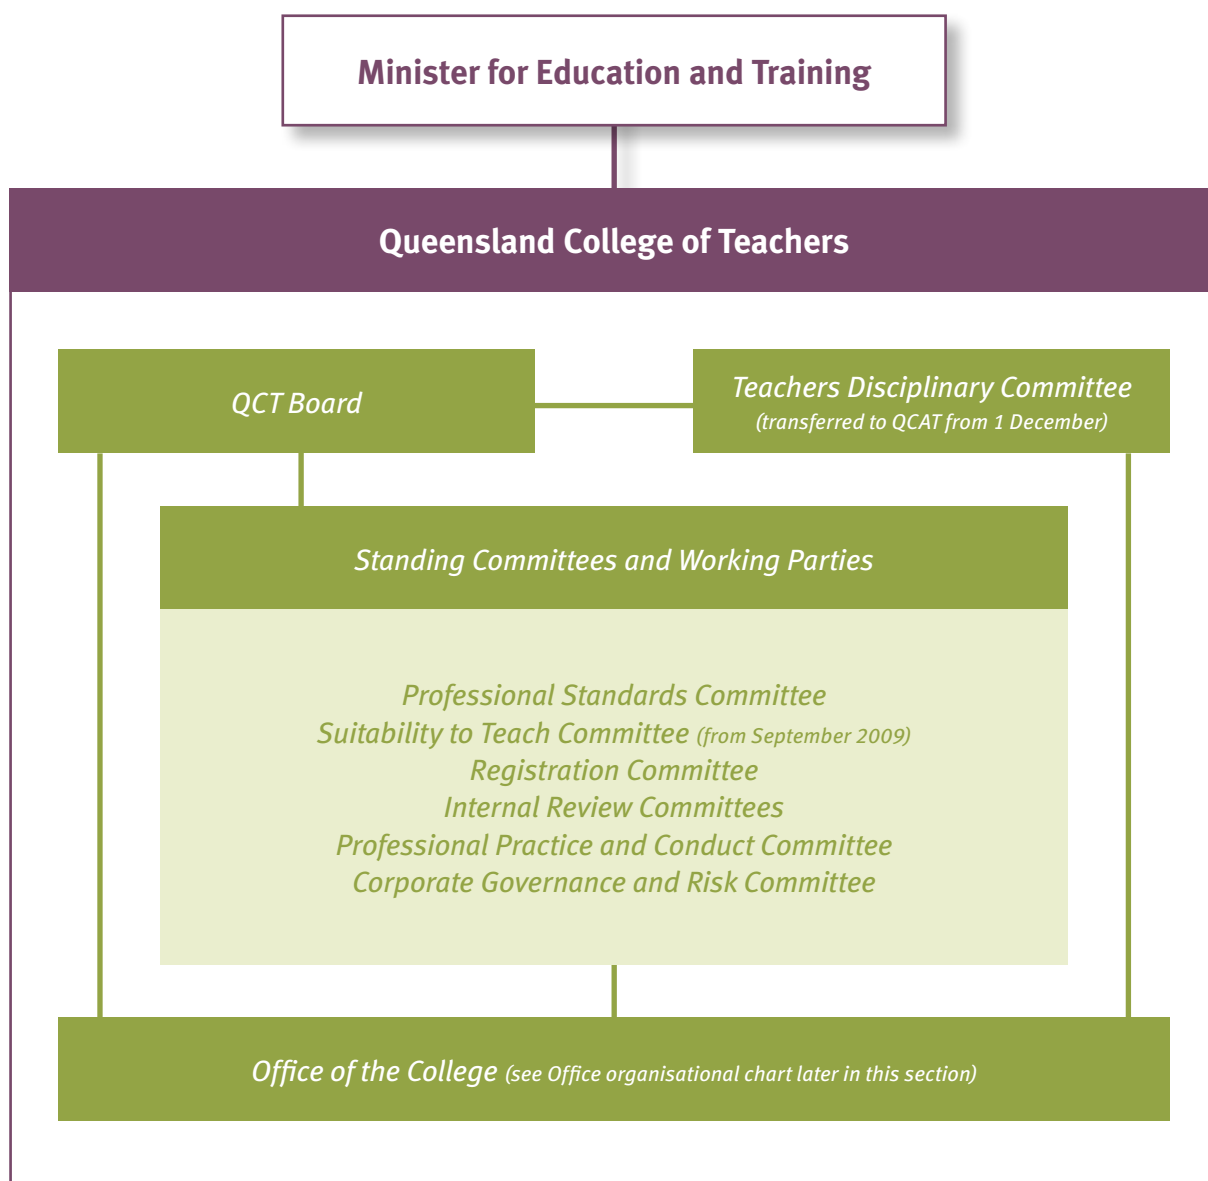 Minister for Education and Training
Queensland College of Teachers
QCT Board
Teachers Disciplinary Committee
(transferred to QCAT from 1 December)
Standing Committees and Working Parties
Professional Standards Committee
Suitability to Teach Committee (from September 2009)
Registration Committee
Internal Review Committees
Professional Practice and Conduct Committee
Corporate Governance and Risk Committee
Office of the College (see Office organisational chart later in this section)